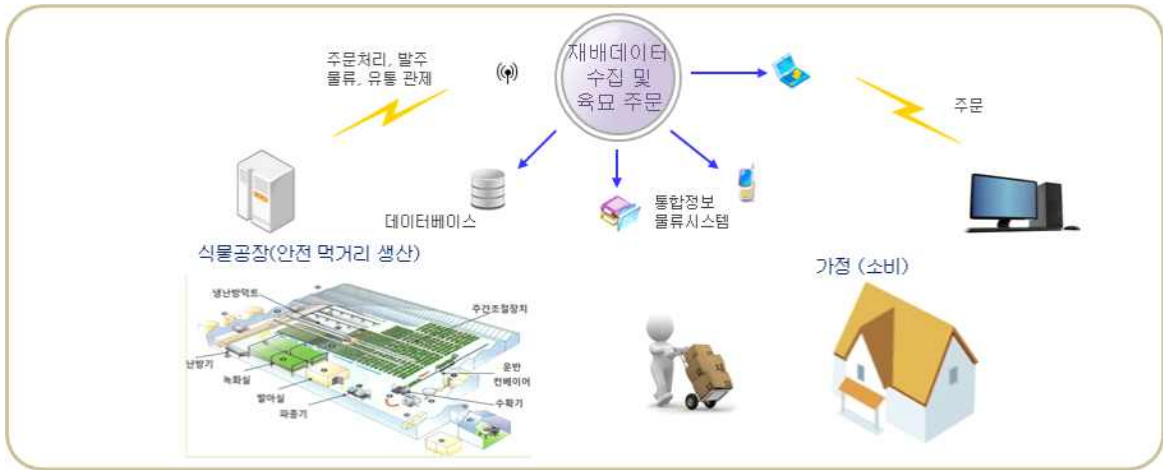 주문처리, 발주
물류, 유통 관제
재배데이터
수집 및
육묘 주문
주문
데이터베이스
통합정보
물류시스템
식물공장(안전 먹거리 생산)
가정 (소비)
냉난방덕트
주간조절장치
난방기
녹화실
발아실
파종기
운반
컨베이어
수확기